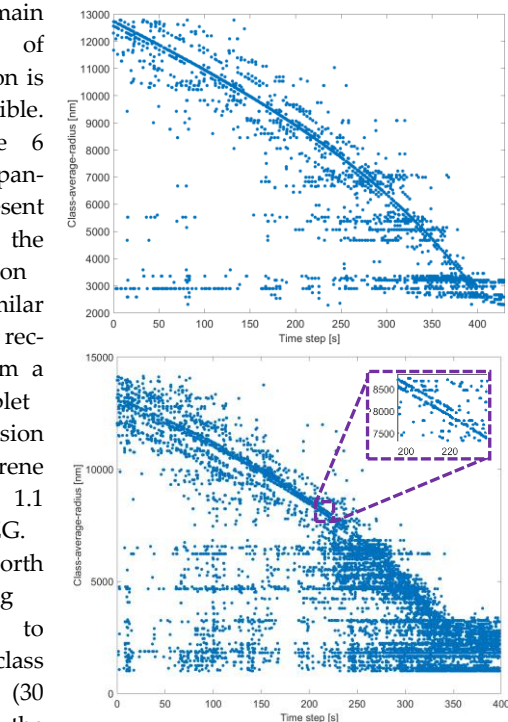 main
of
on is
ible.
e 6
pan-
esent
the
on
milar
rec-
m a
plet
sion
rene
1.1
G.
orth
g
to
class
(30
the
13000
12000
11000
10000
9000
8000
7000
6000
5000
4000
3000
2000
Class-average-radius [nm]
0 50 100 150 200 250 300 350 400
Time step [s]
15000
10000
5000
0
Class-average-radius [nm]
8500
8000
7500
200 220
0 50 100 150 200 250 300 350 400
Time step [s]